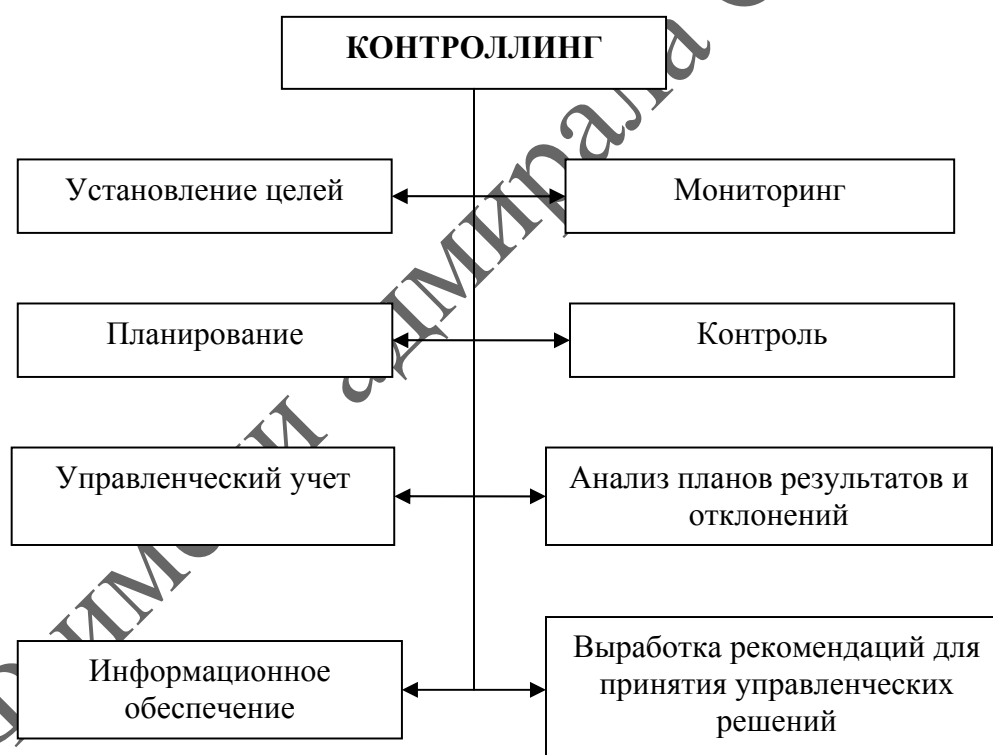 КОНТРОЛЛИНГ
Установление целей
Мониторинг
Планирование
Контроль
Управленческий учет
Анализ планов результатов и
отклонений
Информационное
обеспечение
Выработка рекомендаций для
принятия управленческих
решений
адмирала